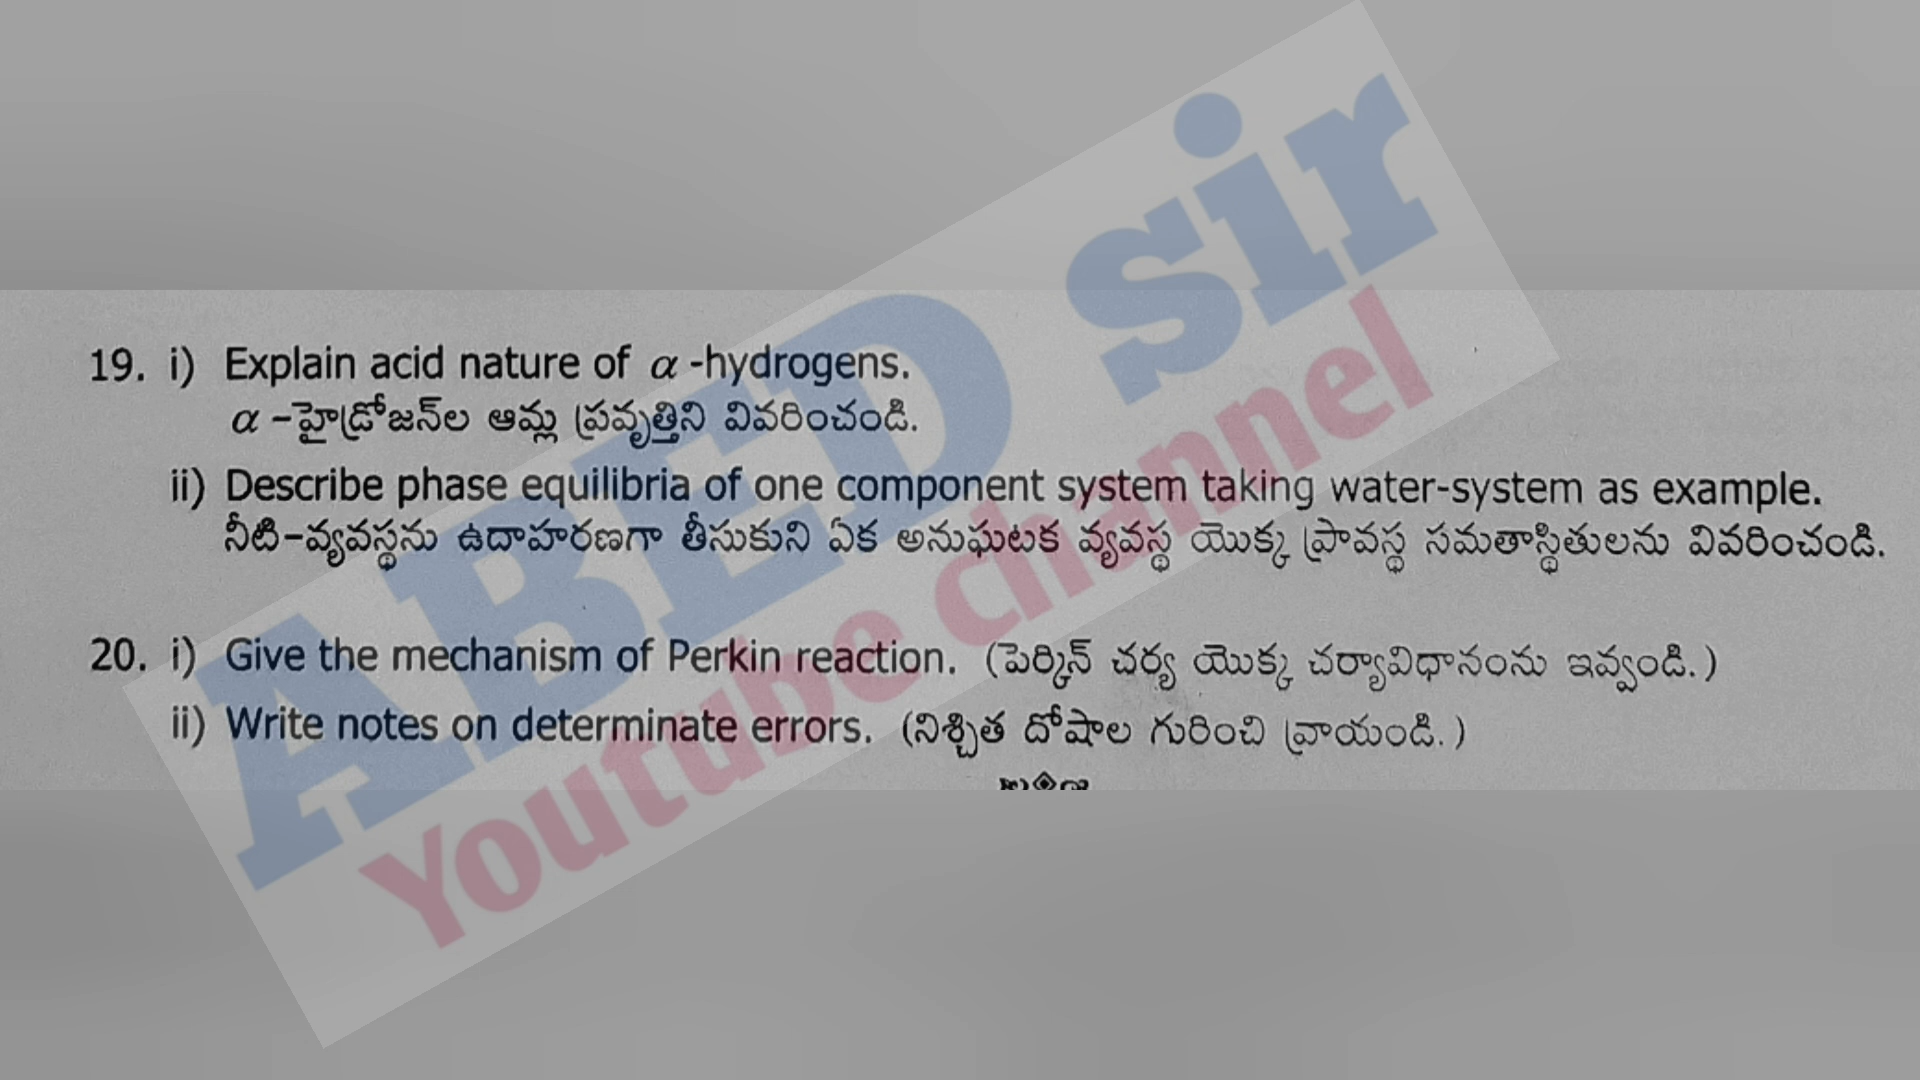 19. i) Explain acid nature of α -hydrogens.
α -హైడ్రోజన్‌ల ఆమ్ల ప్రవృత్తిని వివరించండి.
ii) Describe phase equilibria of one component system taking water-system as example.
నీటి-వ్యవస్థను ఉదాహరణగా తీసుకుని ఏక అనుఘటక వ్యవస్థ యొక్క ప్రావస్థ సమతాస్థితులను వివరించండి.
20. i) Give the mechanism of Perkin reaction. (పెర్కిన్ చర్య యొక్క చర్యావిధానంను ఇవ్వండి.)
ii) Write notes on determinate errors. (నిశ్చిత దోషాల గురించి వ్రాయండి.)
ABED sir
Youtube channel